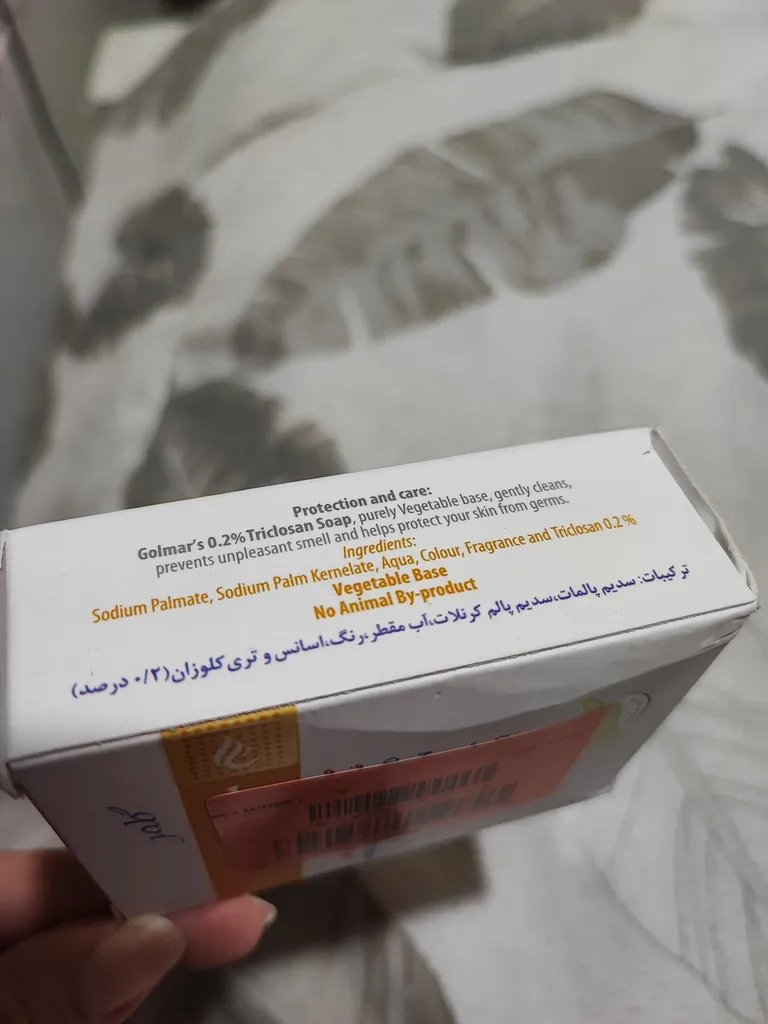 Protection and care:
Golmar's 0.2% Triclosan Soap, purely Vegetable base, gently cleans,
prevents unpleasant smell and helps protect your skin from germs.
Ingredients:
Sodium Palmate, Sodium Palm Kernelate, Aqua, Colour, Fragrance and Triclosan 0.2 %
Vegetable Base
No Animal By-product
ترکیبات: سدیم پالمات،سدیم پالم کرنلات،آب مقطر،رنگ،اسانس و تری کلوزان(۰/۲ درصد)